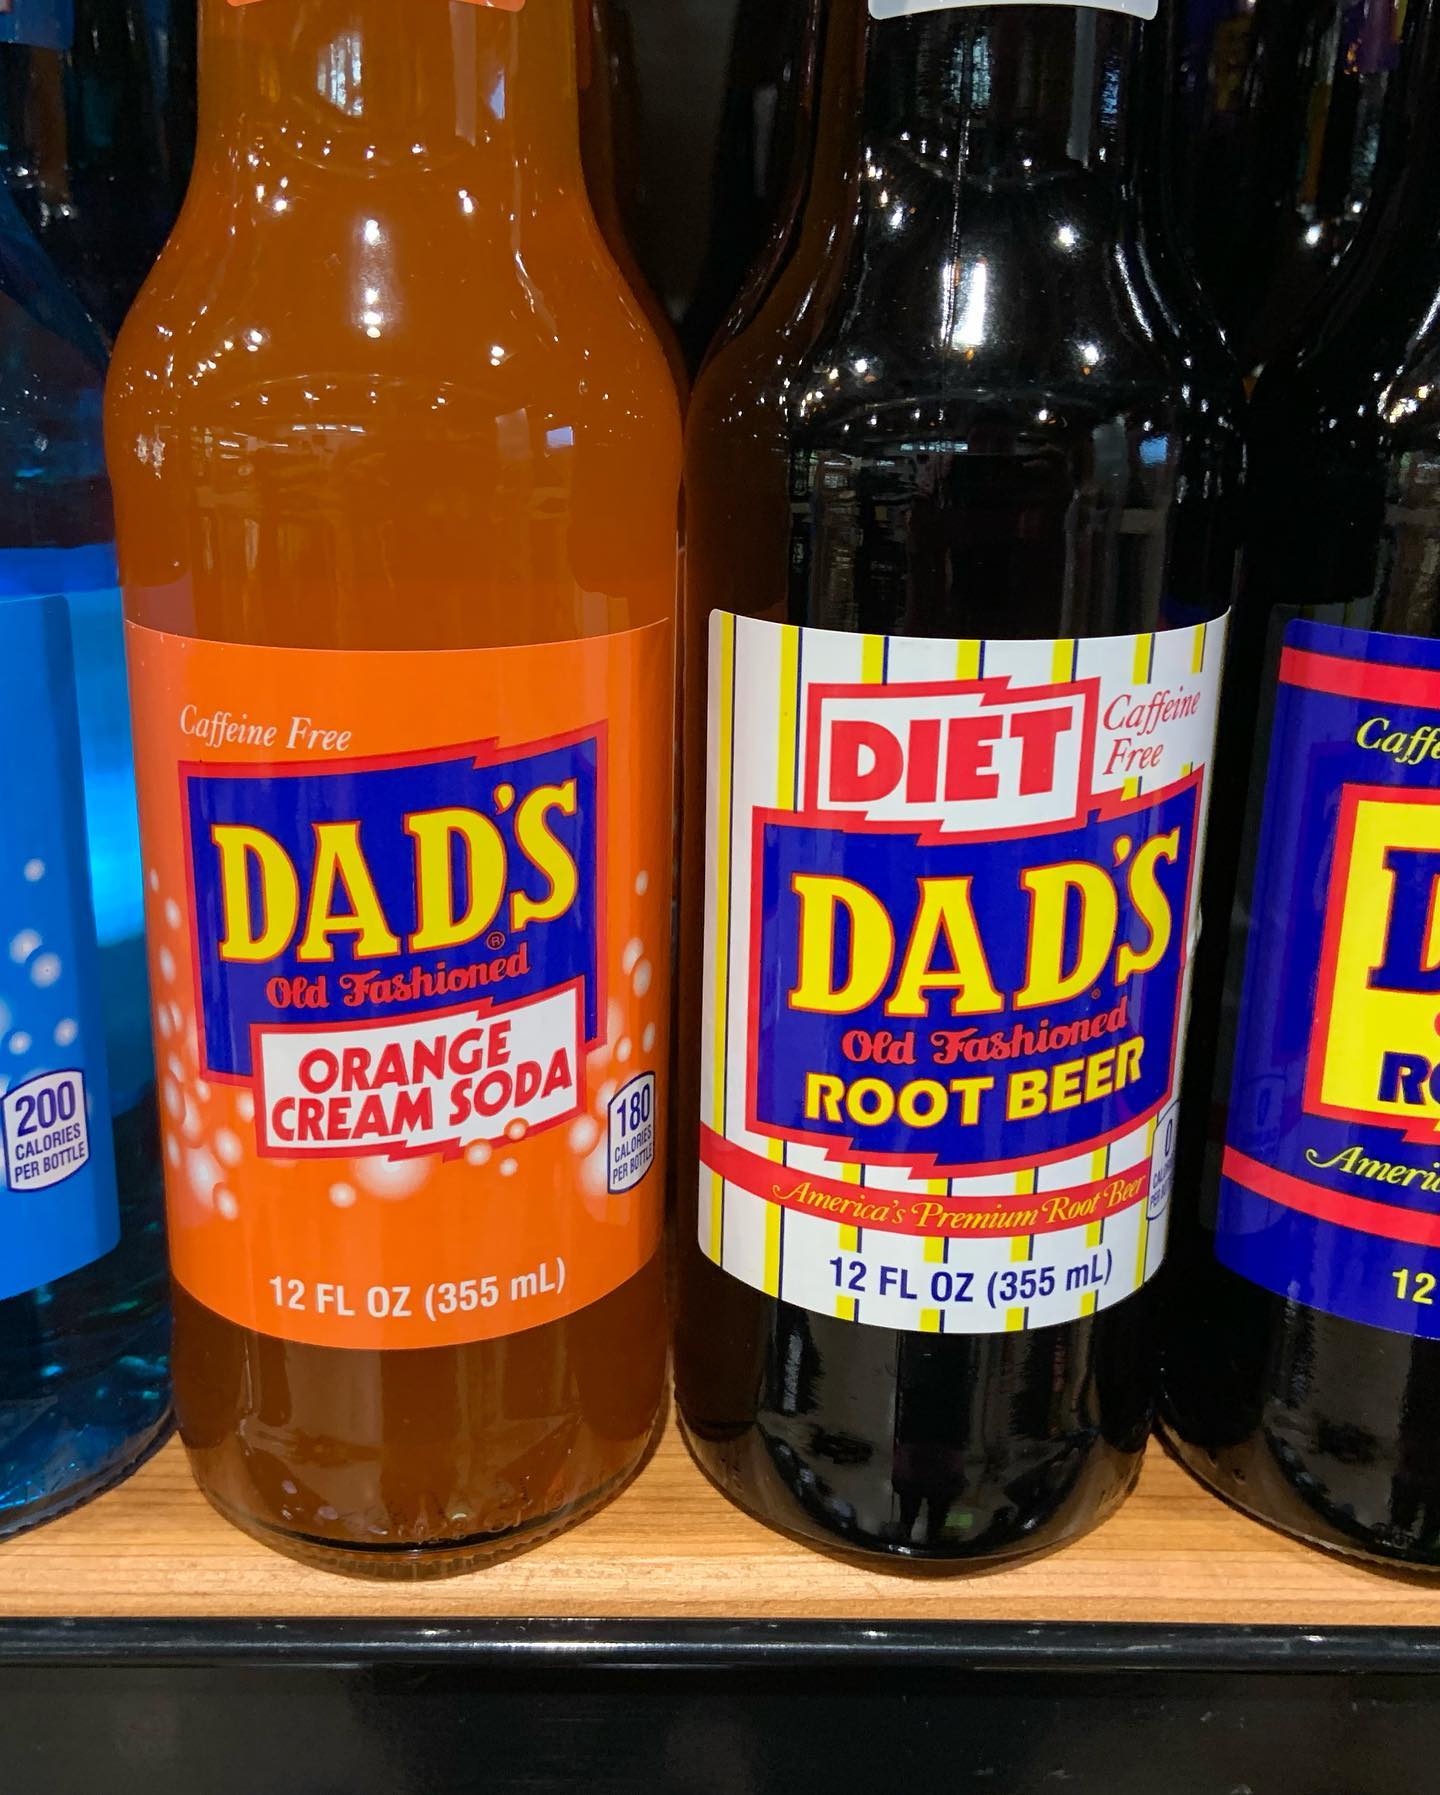 200
CALORIES
PER BOTTLE
Caffeine Free
DAD'S
®
Old Fashioned
ORANGE
CREAM SODA
180
CALORIES
PER BOTTLE
12 FL OZ (355 mL)
DIET
Caffeine
Free
DAD'S
Old Fashioned
ROOT BEER
America's Premium Root Beer
0
12 FL OZ (355 mL)
12